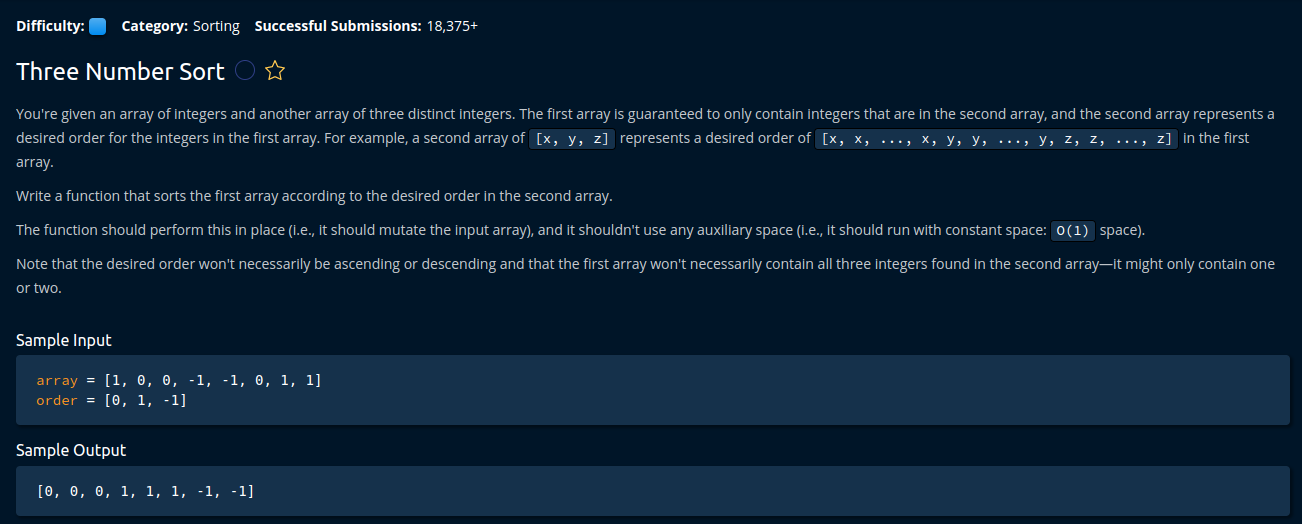 Difficulty: Category: Sorting Successful Submissions: 18,375+
Three Number Sort
You're given an array of integers and another array of three distinct integers. The first array is guaranteed to only contain integers that are in the second array, and the second array represents a
desired order for the integers in the first array. For example, a second array of [x, y, z] represents a desired order of [x, x, ..., x, y, y, ..., y, z, z, ..., z] in the first
array.
Write a function that sorts the first array according to the desired order in the second array.
The function should perform this in place (i.e., it should mutate the input array), and it shouldn't use any auxiliary space (i.e., it should run with constant space: O(1) space).
Note that the desired order won't necessarily be ascending or descending and that the first array won't necessarily contain all three integers found in the second array—it might only contain one
or two.
Sample Input
array = [1, 0, 0, -1, -1, 0, 1, 1]
order = [0, 1, -1]
Sample Output
[0, 0, 0, 1, 1, 1, -1, -1]